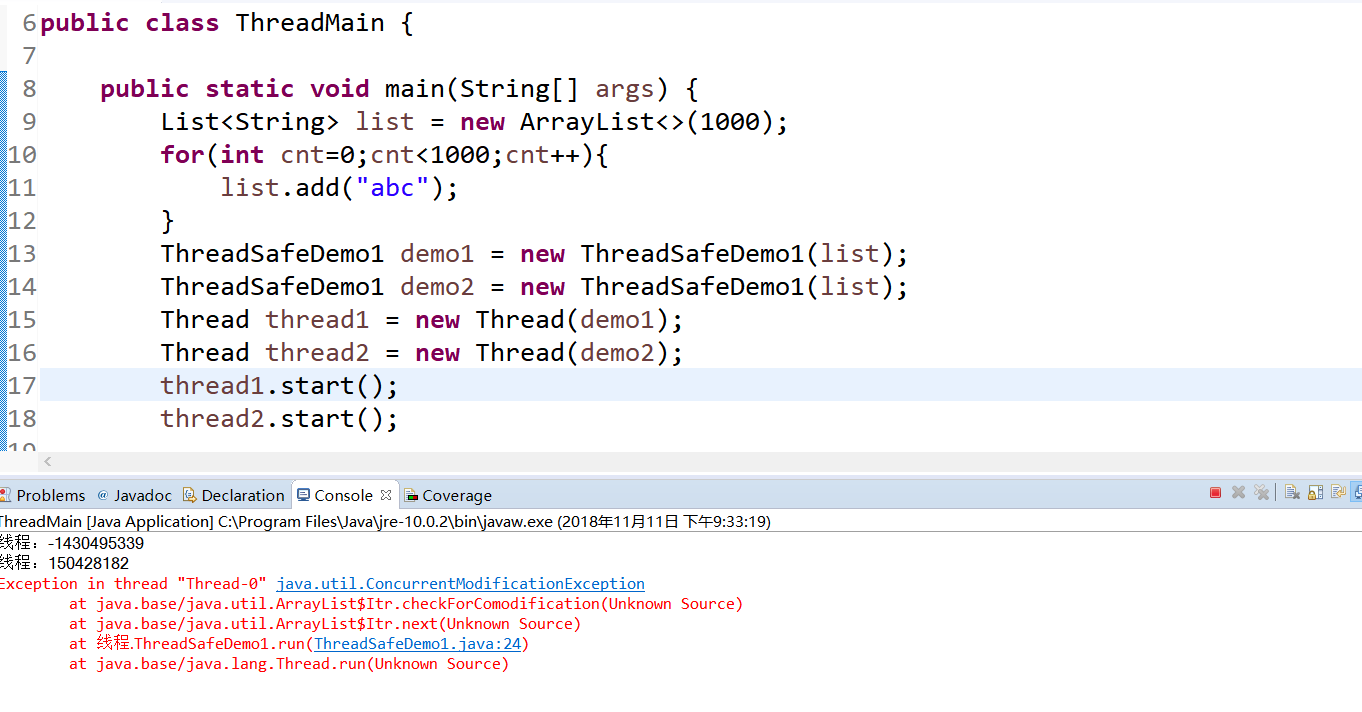 6 public class ThreadMain {
7
8 public static void main(String[] args) {
9 List<String> list = new ArrayList<>(1000);
10 for(int cnt=0;cnt<1000;cnt++){
11 list.add("abc");
12 }
13 ThreadSafeDemo1 demo1 = new ThreadSafeDemo1(list);
14 ThreadSafeDemo1 demo2 = new ThreadSafeDemo1(list);
15 Thread thread1 = new Thread(demo1);
16 Thread thread2 = new Thread(demo2);
17 thread1.start();
18 thread2.start();
19
Problems @ Javadoc Declaration Console Coverage
ThreadMain [Java Application] C:\Program Files\Java\jre-10.0.2\bin\javaw.exe (2018年11月11日 下午9:33:19)
线程：-1430495339
线程：150428182
Exception in thread "Thread-0" java.util.ConcurrentModificationException
at java.base/java.util.ArrayList$Itr.checkForComodification(Unknown Source)
at java.base/java.util.ArrayList$Itr.next(Unknown Source)
at 线程.ThreadSafeDemo1.run(ThreadSafeDemo1.java:24)
at java.base/java.lang.Thread.run(Unknown Source)